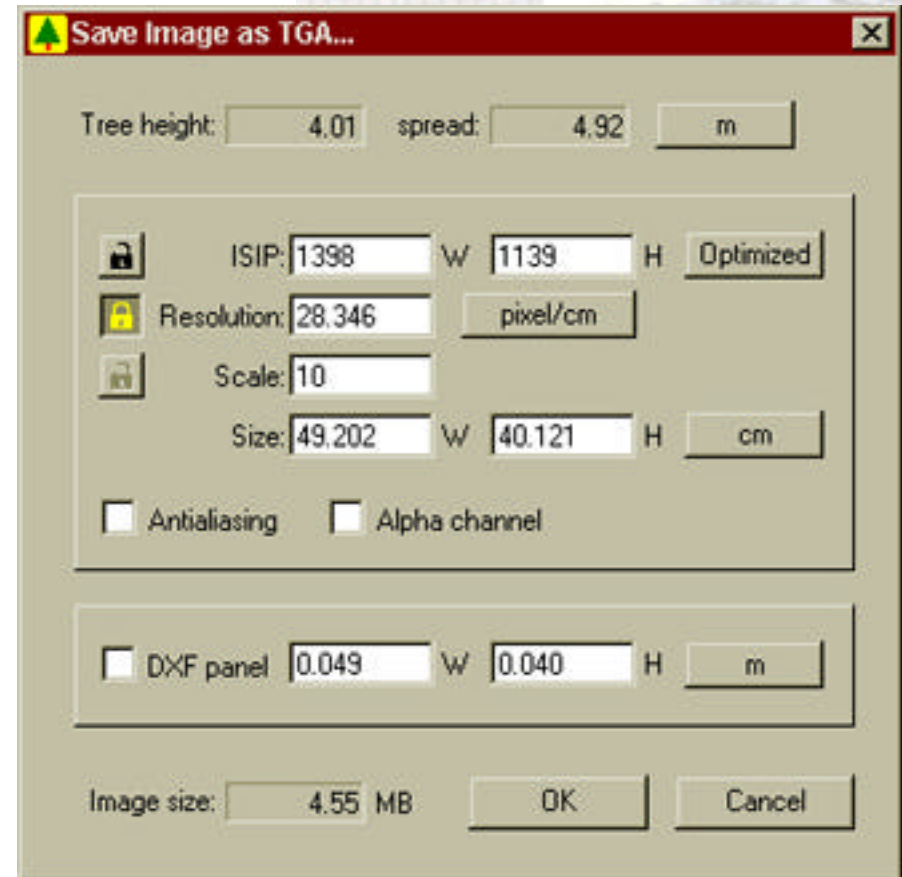 Save Image as TGA...
Tree height: 4.01 spread: 4.92 m
ISIP: 1398 W 1139 H Optimized
Resolution: 28.346 pixel/cm
Scale: 10
Size: 49.202 W 40.121 H cm
Antialiasing Alpha channel
DXF panel 0.049 W 0.040 H m
Image size: 4.55 MB OK Cancel